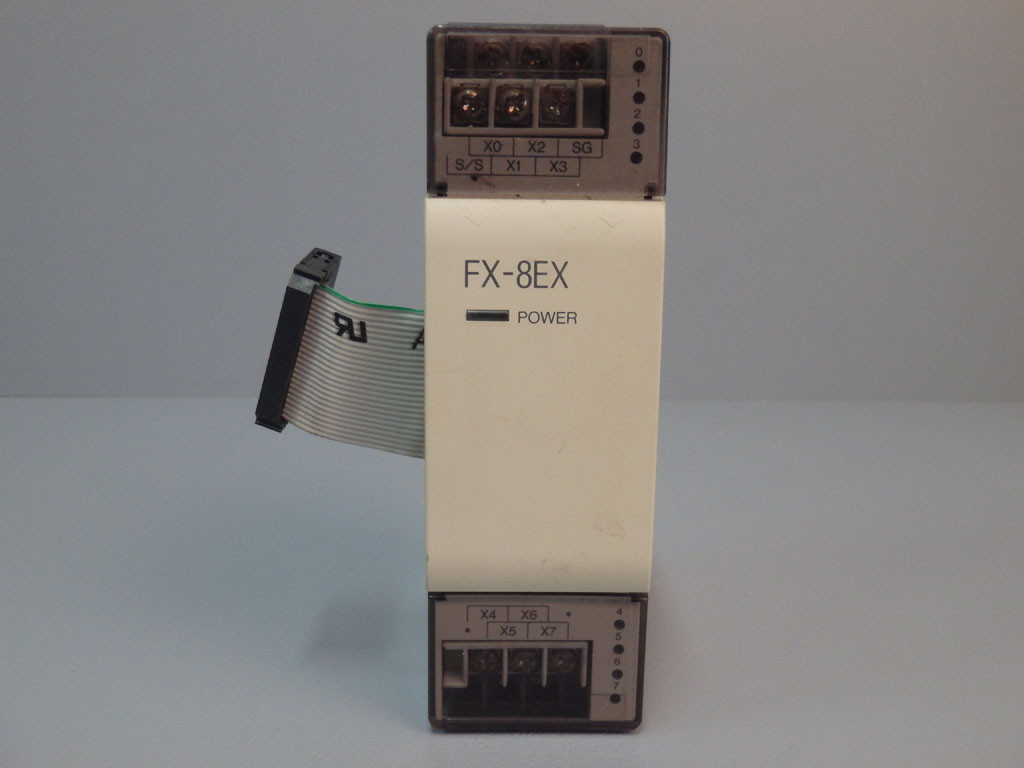 0
1
2
3
X0 X2 SG
S/S X1 X3
FX-8EX
POWER
X4 X6 •
• X5 X7
4
5
6
7